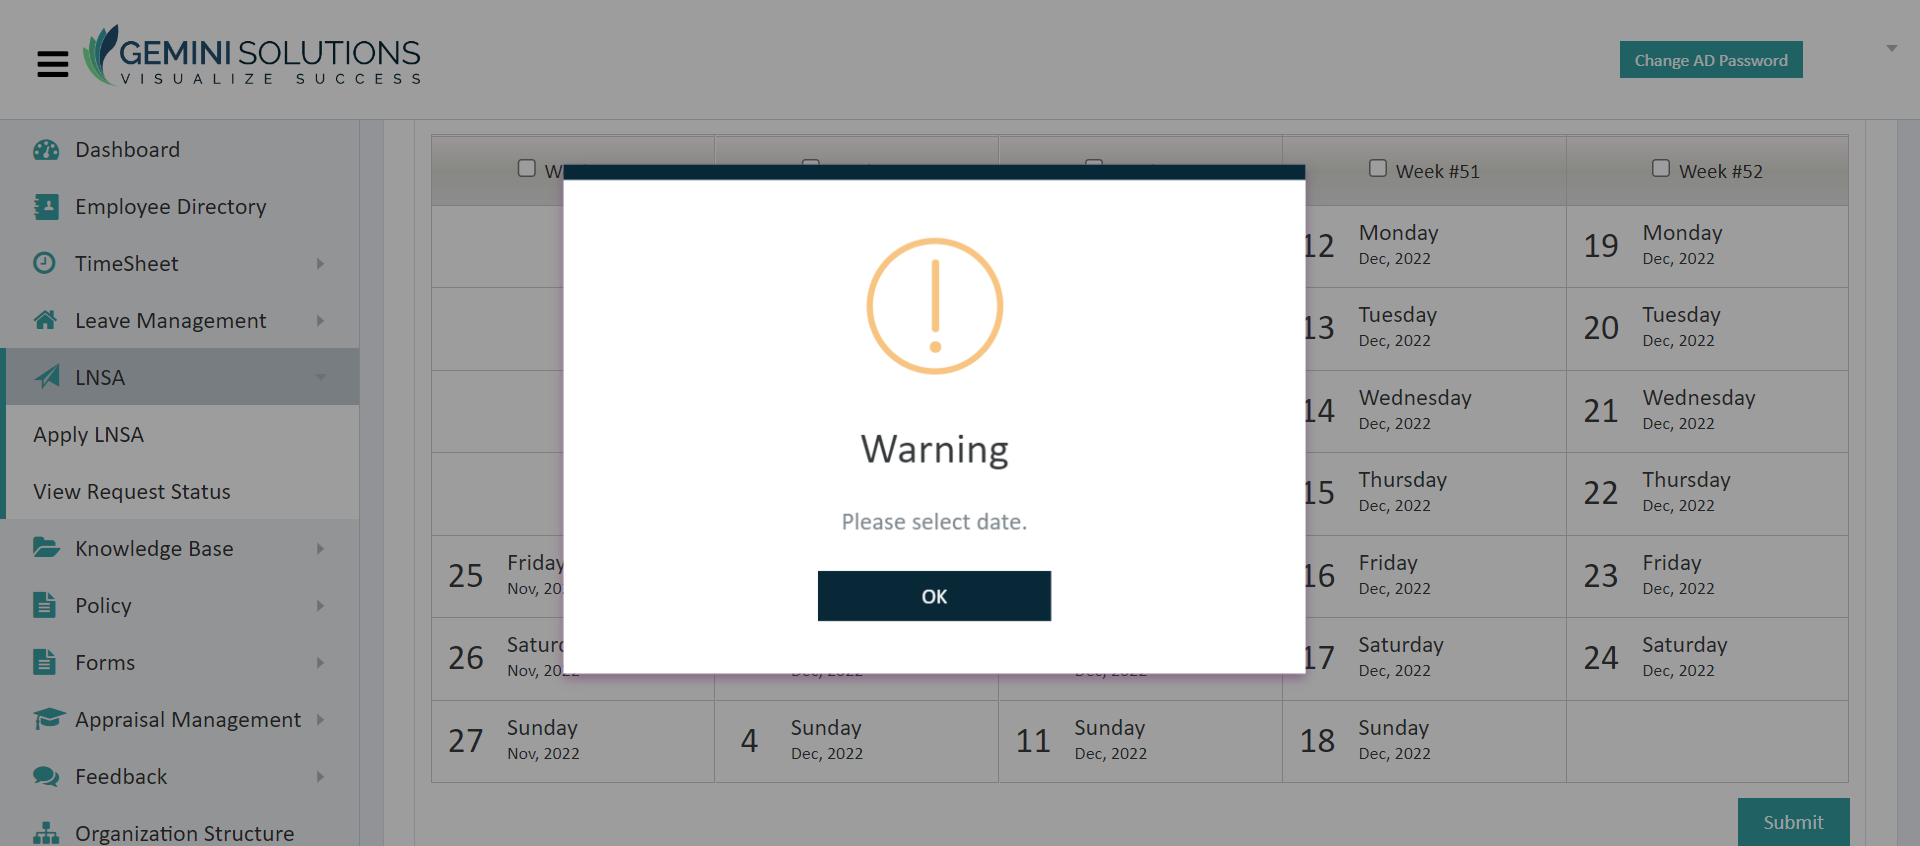 GEMINI SOLUTIONS
VISUALIZE SUCCESS
Change AD Password
Dashboard
Employee Directory
TimeSheet
Leave Management
LNSA
Apply LNSA
View Request Status
Knowledge Base
Policy
Forms
Appraisal Management
Feedback
Organization Structure
Week #51
Week #52
12 Monday
Dec, 2022
19 Monday
Dec, 2022
13 Tuesday
Dec, 2022
20 Tuesday
Dec, 2022
14 Wednesday
Dec, 2022
21 Wednesday
Dec, 2022
15 Thursday
Dec, 2022
22 Thursday
Dec, 2022
25 Friday
Nov, 20
16 Friday
Dec, 2022
23 Friday
Dec, 2022
26 Satur
Nov, 2022
Dec, 2022
Dec, 2022
17 Saturday
Dec, 2022
24 Saturday
Dec, 2022
27 Sunday
Nov, 2022
4 Sunday
Dec, 2022
11 Sunday
Dec, 2022
18 Sunday
Dec, 2022
Warning
Please select date.
OK
Submit